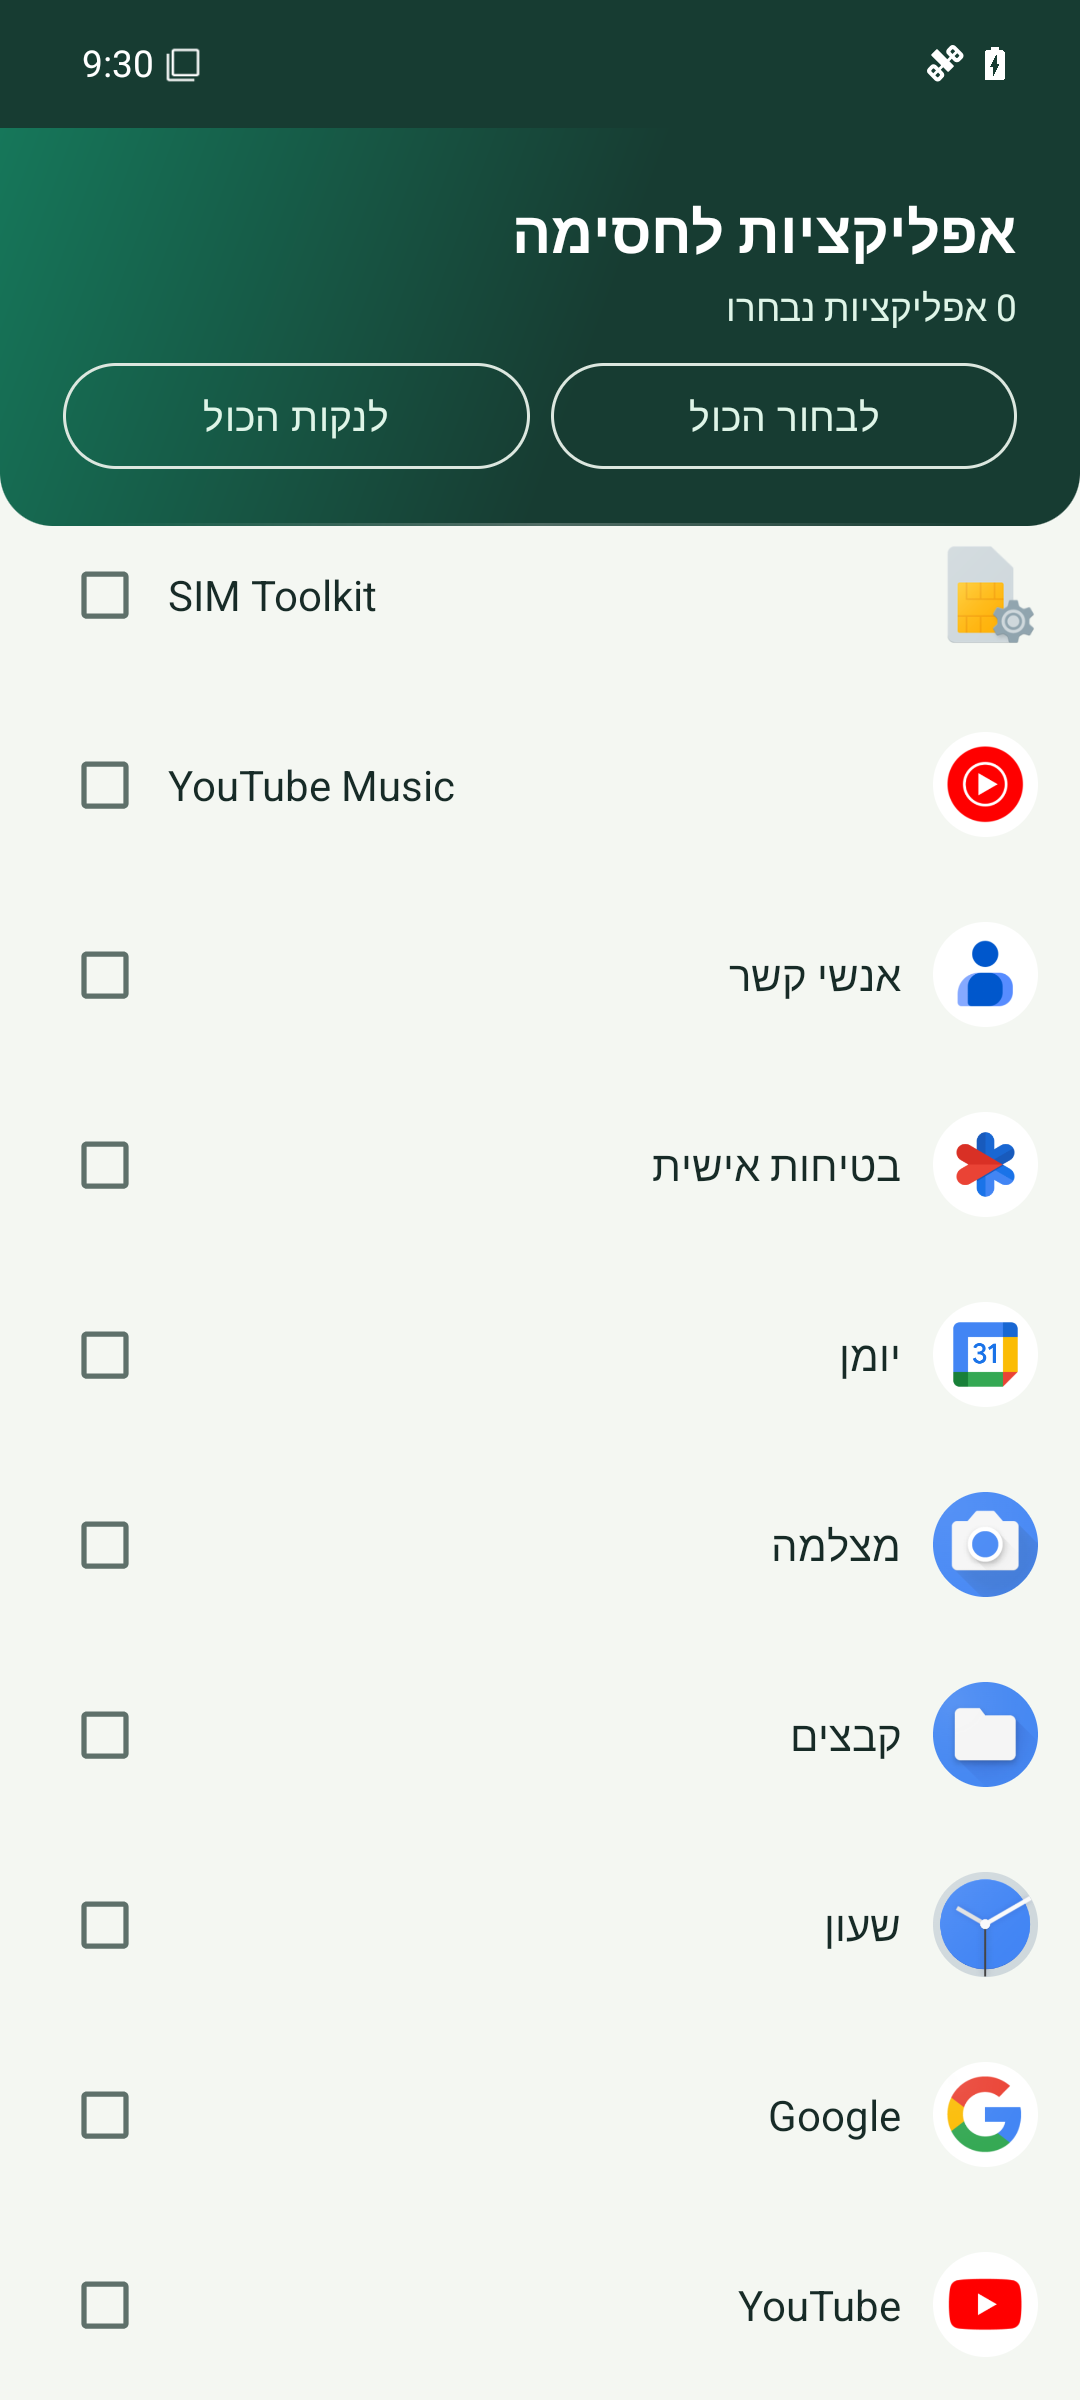 9:30
אפליקציות לחסימה
0 אפליקציות נבחרו
לבחור הכול
לנקות הכול
SIM Toolkit
YouTube Music
אנשי קשר
בטיחות אישית
יומן
31
מצלמה
קבצים
שעון
Google
YouTube